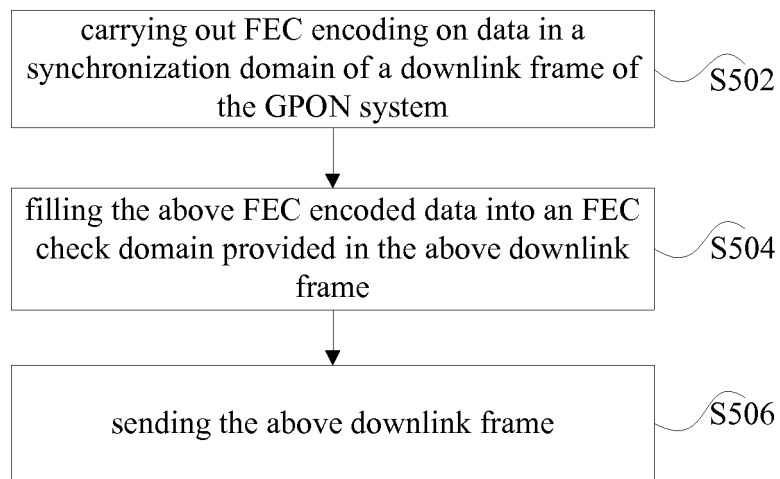 carrying out FEC encoding on data in a
synchronization domain of a downlink frame of
the GPON system
S502
filling the above FEC encoded data into an FEC
check domain provided in the above downlink
frame
S504
sending the above downlink frame
S506